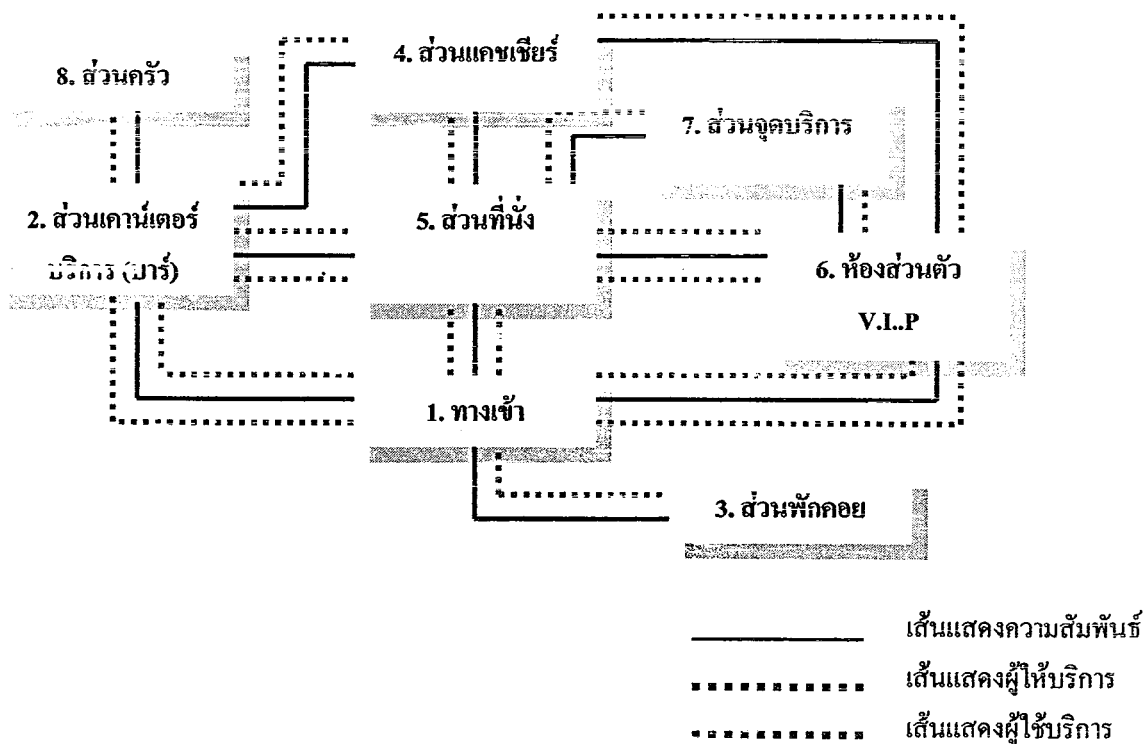 4. ส่วนแคชเชียร์
8. ส่วนครัว
7. ส่วนจุดบริการ
2. ส่วนเคาน์เตอร์
บริการ (บาร์)
5. ส่วนที่นั่ง
6. ห้องส่วนตัว
V.I..P
1. ทางเข้า
3. ส่วนพักคอย
เส้นแสดงความสัมพันธ์
เส้นแสดงผู้ให้บริการ
เส้นแสดงผู้ใช้บริการ